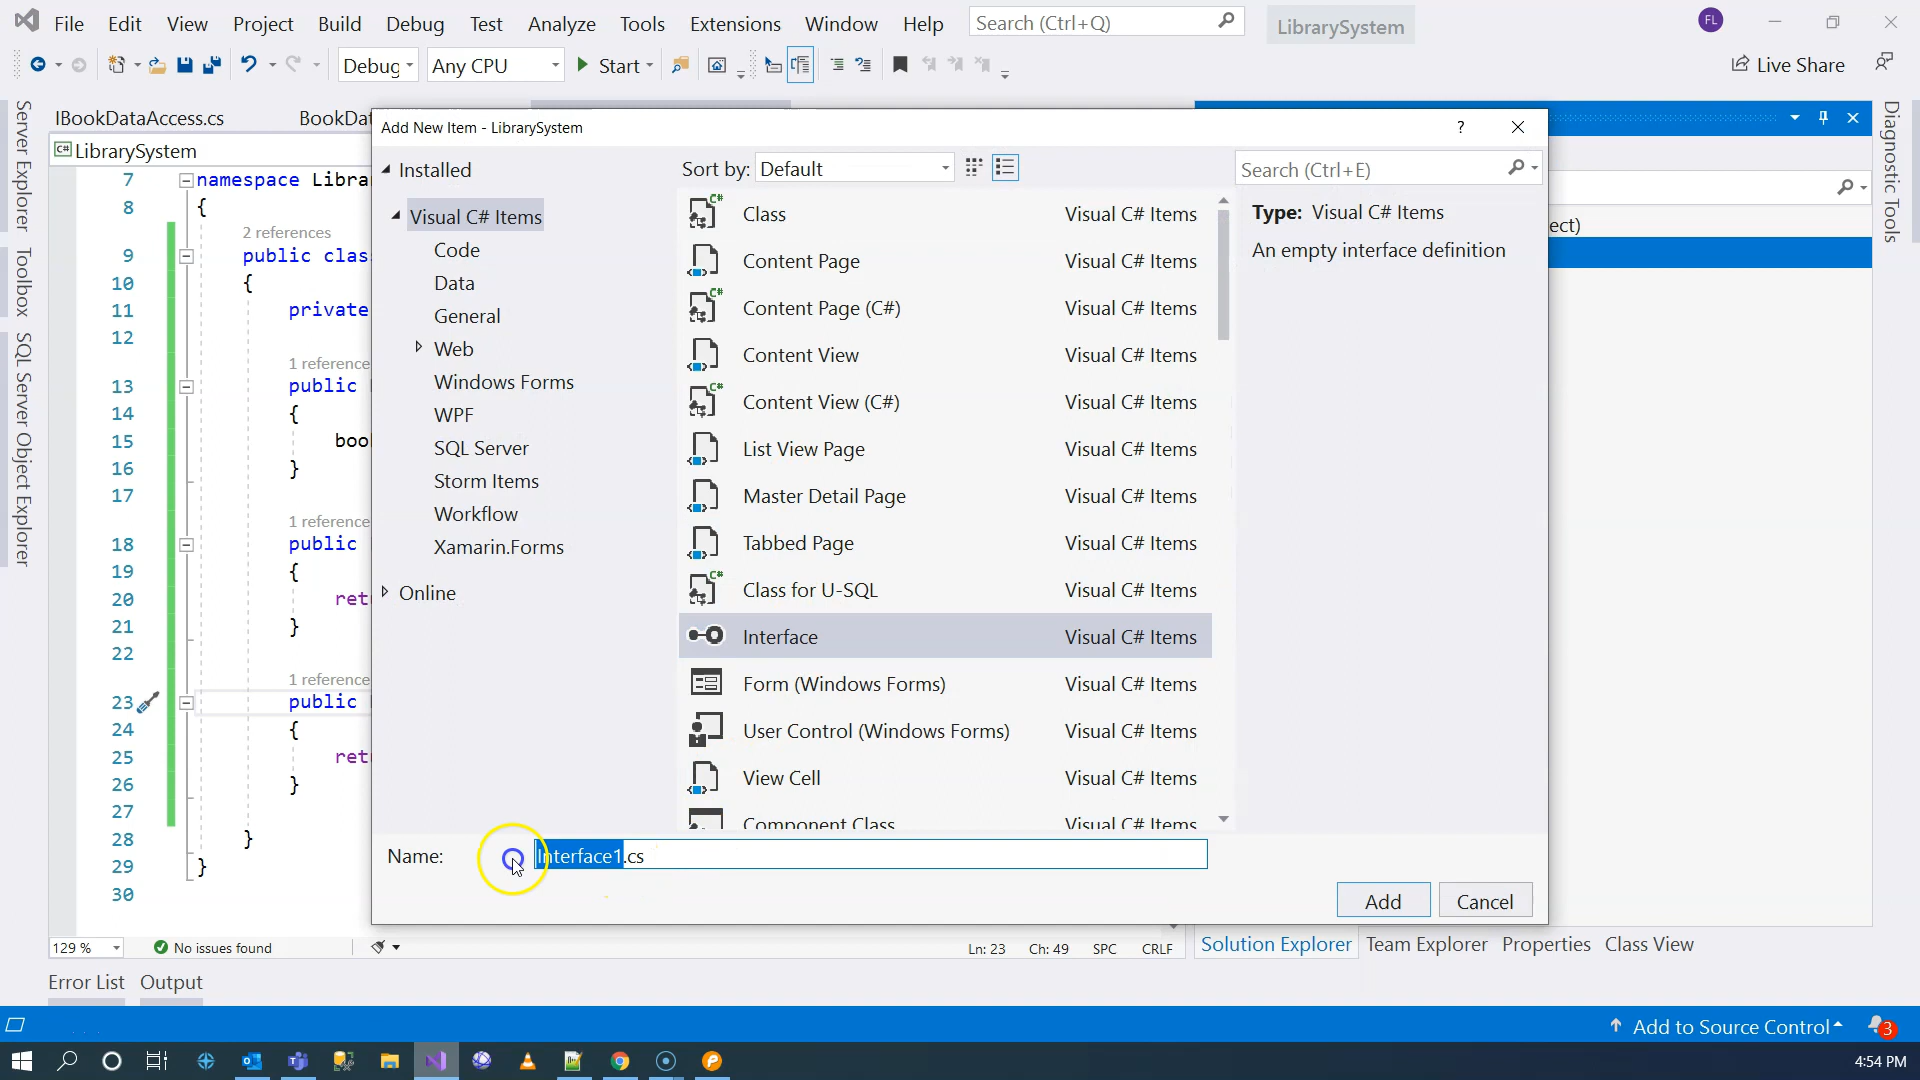 File Edit View Project Build Debug Test Analyze Tools Extensions Window Help Search (Ctrl+Q) LibrarySystem FL
Debug Any CPU Start Live Share
IBookDataAccess.cs BookDat
Add New Item - LibrarySystem ?
LibrarySystem
Server Explorer
Toolbox
SQL Server Object Explorer
Diagnostic Tools
7 namespace Libra
8 {
2 references
9 public clas
10 {
11 private
12
1 reference
13 public
14 {
15 boo
16 }
17
1 reference
18 public
19 {
20 ret
21 }
22
1 reference
23 public
24 {
25 ret
26 }
27
28 }
29 }
30
Installed
Visual C# Items
Code
Data
General
Web
Windows Forms
WPF
SQL Server
Storm Items
Workflow
Xamarin.Forms
Online
Sort by: Default
Class Visual C# Items
Content Page Visual C# Items
Content Page (C#) Visual C# Items
Content View Visual C# Items
Content View (C#) Visual C# Items
List View Page Visual C# Items
Master Detail Page Visual C# Items
Tabbed Page Visual C# Items
Class for U-SQL Visual C# Items
Interface Visual C# Items
Form (Windows Forms) Visual C# Items
User Control (Windows Forms) Visual C# Items
View Cell Visual C# Items
Component Class Visual C# Items
Search (Ctrl+E)
Type: Visual C# Items
An empty interface definition
ect)
Name: Interface1.cs
Add Cancel
129 % No issues found Ln: 23 Ch: 49 SPC CRLF
Solution Explorer Team Explorer Properties Class View
Error List Output
Add to Source Control 3
4:54 PM